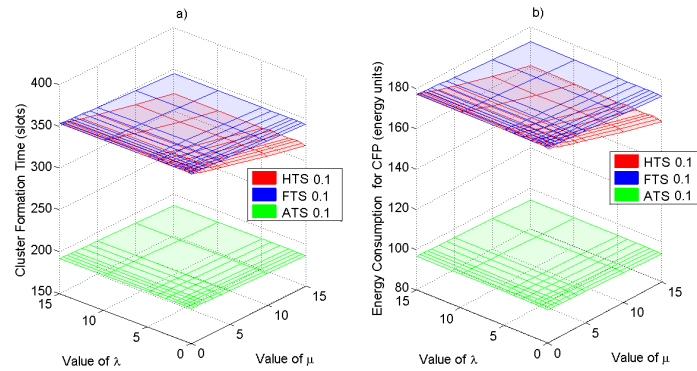 a)
Cluster Formation Time (slots)
400
350
300
250
200
150
15
10
5
0
0
5
10
15
Value of λ
Value of μ
HTS 0.1
FTS 0.1
ATS 0.1
b)
Energy Consumption for CFP (energy units)
180
160
140
120
100
80
15
10
5
0
0
5
10
15
Value of λ
Value of μ
HTS 0.1
FTS 0.1
ATS 0.1